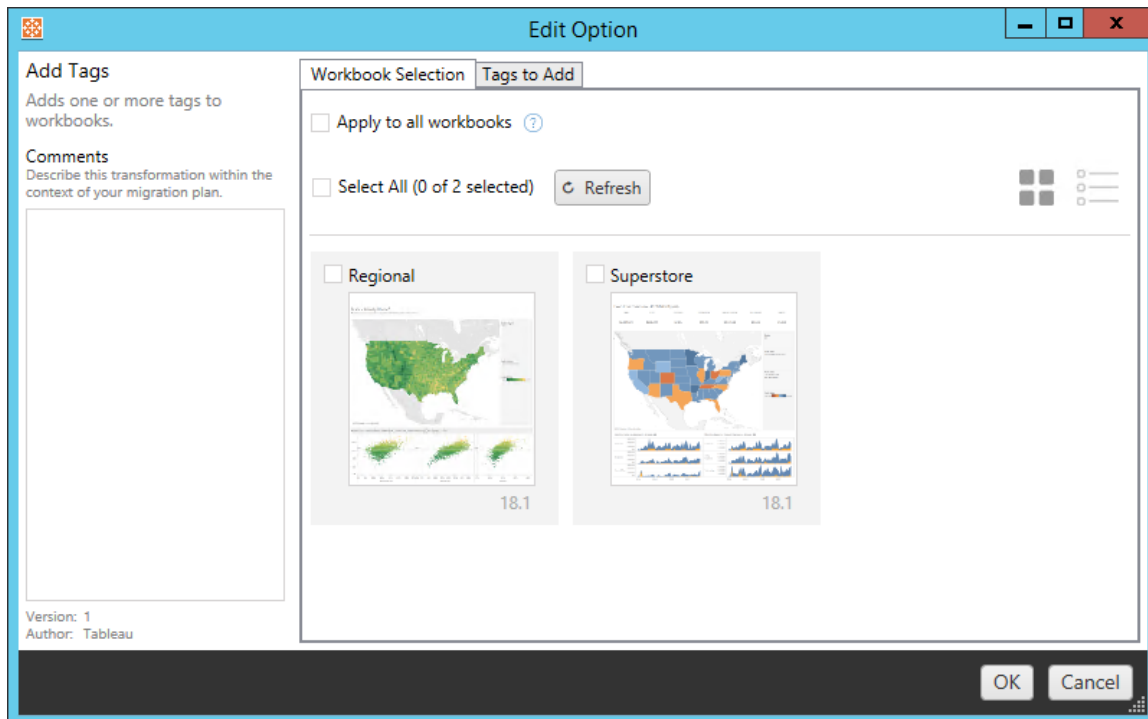 Edit Option
Add Tags
Adds one or more tags to
workbooks.
Comments
Describe this transformation within the
context of your migration plan.
Version: 1
Author: Tableau
Workbook Selection
Tags to Add
Apply to all workbooks ?
Select All (0 of 2 selected)
Refresh
Regional
18.1
Superstore
18.1
OK
Cancel